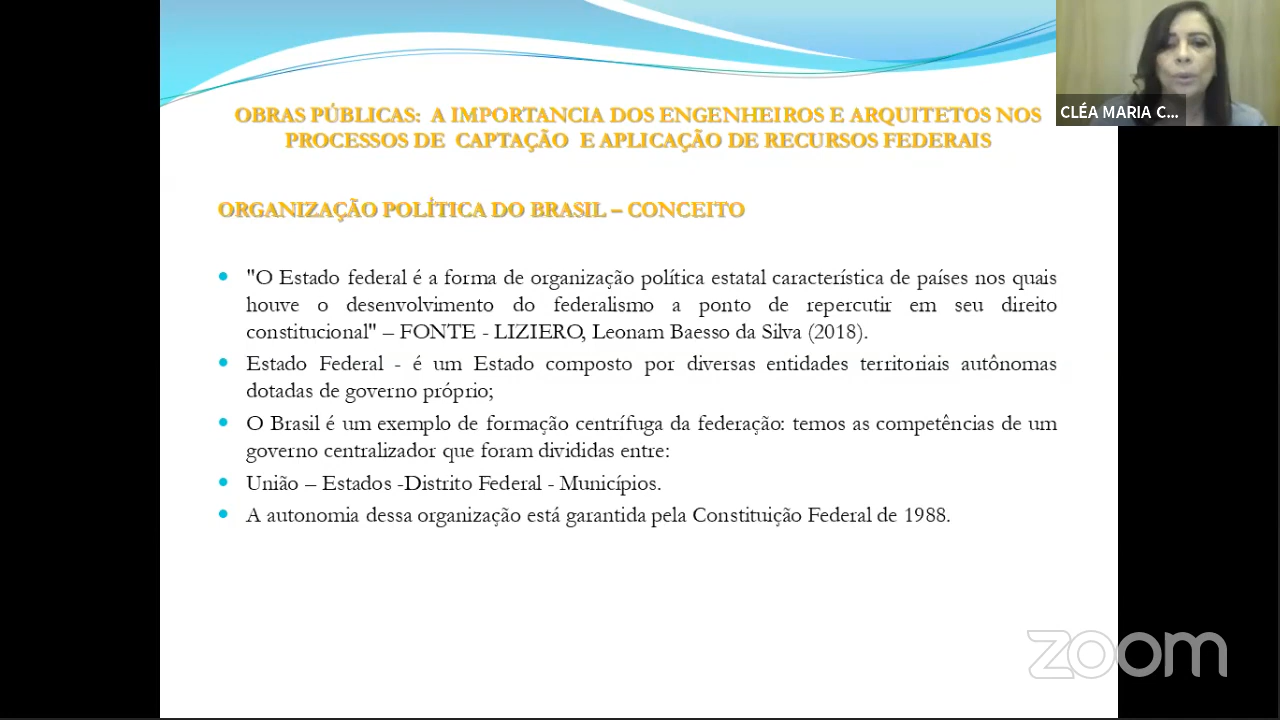 OBRAS PÚBLICAS: A IMPORTANCIA DOS ENGENHEIROS E ARQUITETOS NOS
PROCESSOS DE CAPTAÇÃO E APLICAÇÃO DE RECURSOS FEDERAIS
CLÉA MARIA C...
ORGANIZAÇÃO POLÍTICA DO BRASIL – CONCEITO
"O Estado federal é a forma de organização política estatal característica de países nos quais
houve o desenvolvimento do federalismo a ponto de repercutir em seu direito
constitucional" – FONTE - LIZIERO, Leonam Baesso da Silva (2018).
Estado Federal - é um Estado composto por diversas entidades territoriais autônomas
dotadas de governo próprio;
O Brasil é um exemplo de formação centrífuga da federação: temos as competências de um
governo centralizador que foram divididas entre:
União – Estados -Distrito Federal - Municípios.
A autonomia dessa organização está garantida pela Constituição Federal de 1988.
zoom